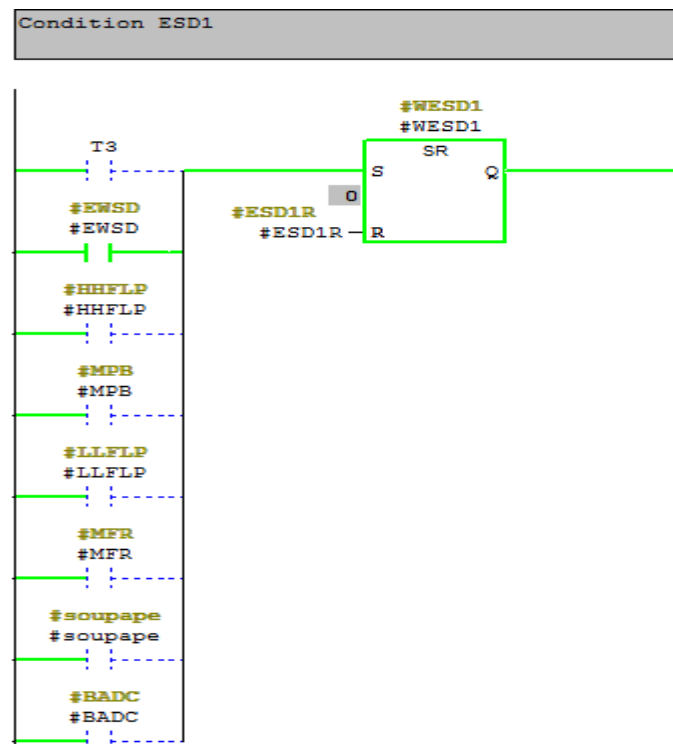 Condition ESD1
#WESD1
#WESD1
T3
SR
S
Q
#EWSD
#EWSD
0
#ESD1R
#ESD1R
R
#HHFLP
#HHFLP
#MPB
#MPB
#LLFLP
#LLFLP
#MFR
#MFR
#soupape
#soupape
#BADC
#BADC